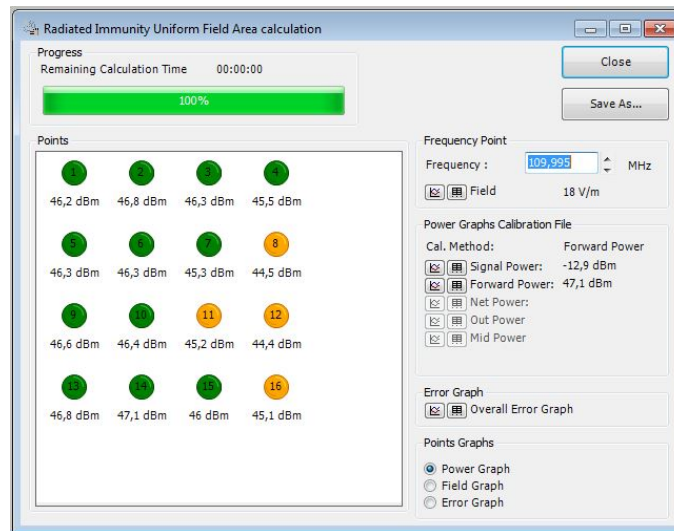 Radiated Immunity Uniform Field Area calculation
Progress
Remaining Calculation Time 00:00:00
100%
Close
Save As...
Points
1 2 3 4
46,2 dBm 46,8 dBm 46,3 dBm 45,5 dBm
5 6 7 8
46,3 dBm 46,3 dBm 45,3 dBm 44,5 dBm
9 10 11 12
46,6 dBm 46,4 dBm 45,2 dBm 44,4 dBm
13 14 15 16
46,8 dBm 47,1 dBm 46 dBm 45,1 dBm
Frequency Point
Frequency : 109,995 MHz
Field 18 V/m
Power Graphs Calibration File
Cal. Method: Forward Power
Signal Power: -12,9 dBm
Forward Power: 47,1 dBm
Net Power:
Out Power
Mid Power
Error Graph
Overall Error Graph
Points Graphs
Power Graph
Field Graph
Error Graph